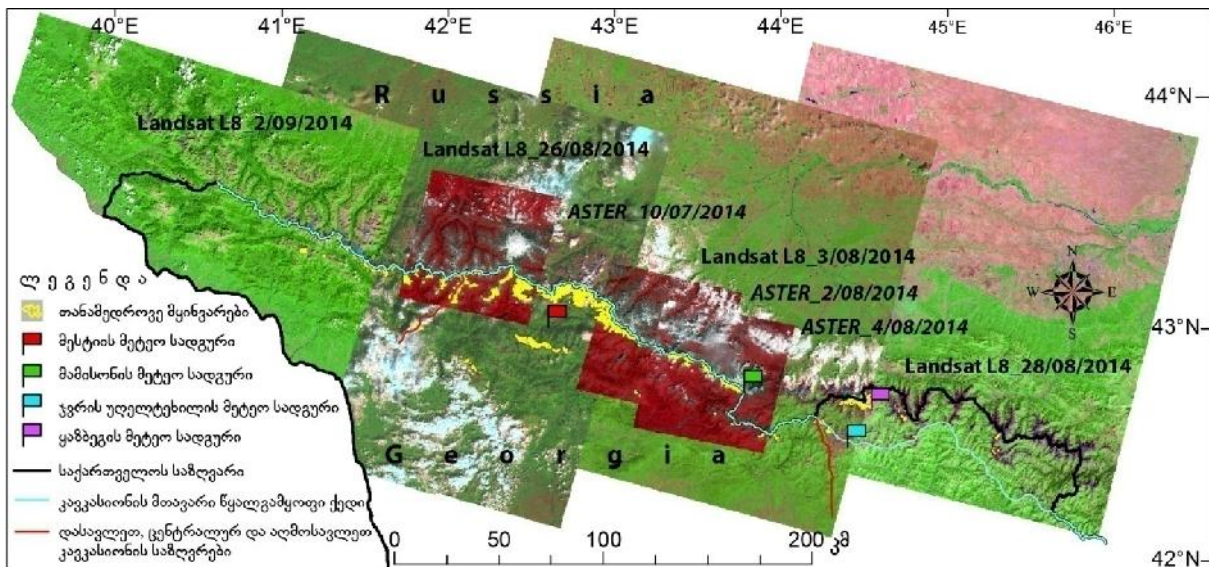 40°E 41°E 42°E 43°E 44°E 45°E 46°E
44°N
Russia
Landsat L8_2/09/2014
Landsat L8_26/08/2014
ASTER_10/07/2014
Landsat L8_3/08/2014
ASTER_2/08/2014
ASTER_4/08/2014
Landsat L8_28/08/2014
N
W E
S
43°N
ლეგენდა
თანამედროვე მყინვარები
მესტიის მეტეო სადგური
მამისონის მეტეო სადგური
ჯვრის უღელტეხილის მეტეო სადგური
ყაზბეგის მეტეო სადგური
საქართველოს საზღვარი
კავკასიონის მთავარი წყალგამყოფი ქედი
დასავლეთ, ცენტრალურ და აღმოსავლეთ
კავკასიონის საზღვრები
Georgia
0 50 100 200 კმ
42°N